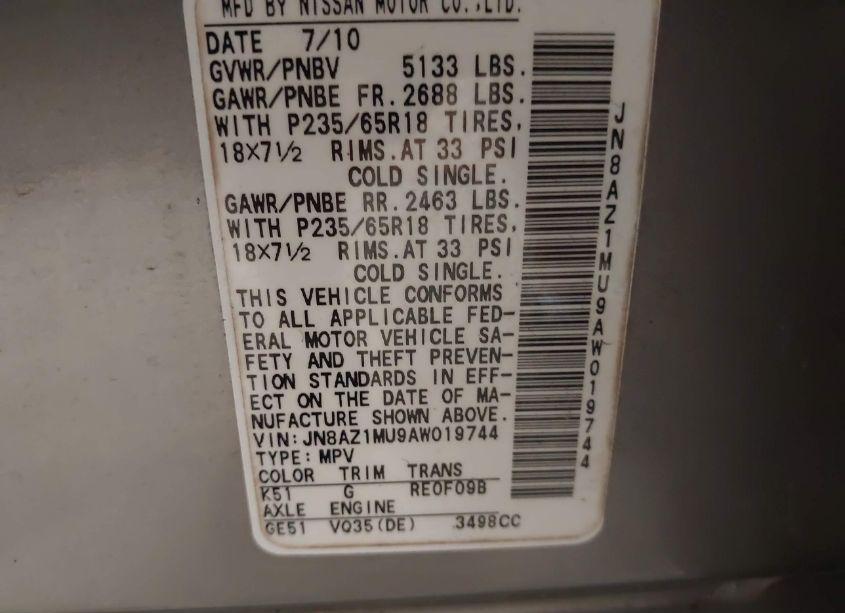 MFD BY NISSAN MOTOR CO.,LTD.
DATE 7/10
GVWR/PNBV 5133 LBS.
GAWR/PNBE FR.2688 LBS.
WITH P235/65R18 TIRES,
18X7½ RIMS.AT 33 PSI
COLD SINGLE.
GAWR/PNBE RR.2463 LBS.
WITH P235/65R18 TIRES,
18X7½ RIMS.AT 33 PSI
COLD SINGLE.
THIS VEHICLE CONFORMS
TO ALL APPLICABLE FED-
ERAL MOTOR VEHICLE SA-
FETY AND THEFT PREVEN-
TION STANDARDS IN EFF-
ECT ON THE DATE OF MA-
NUFACTURE SHOWN ABOVE.
VIN:JN8AZ1MU9AW019744
TYPE: MPV
COLOR TRIM TRANS
K51 G RE0F09B
AXLE ENGINE
GE51 VQ35(DE) 3498CC
JN8AZ1MU9AW019744